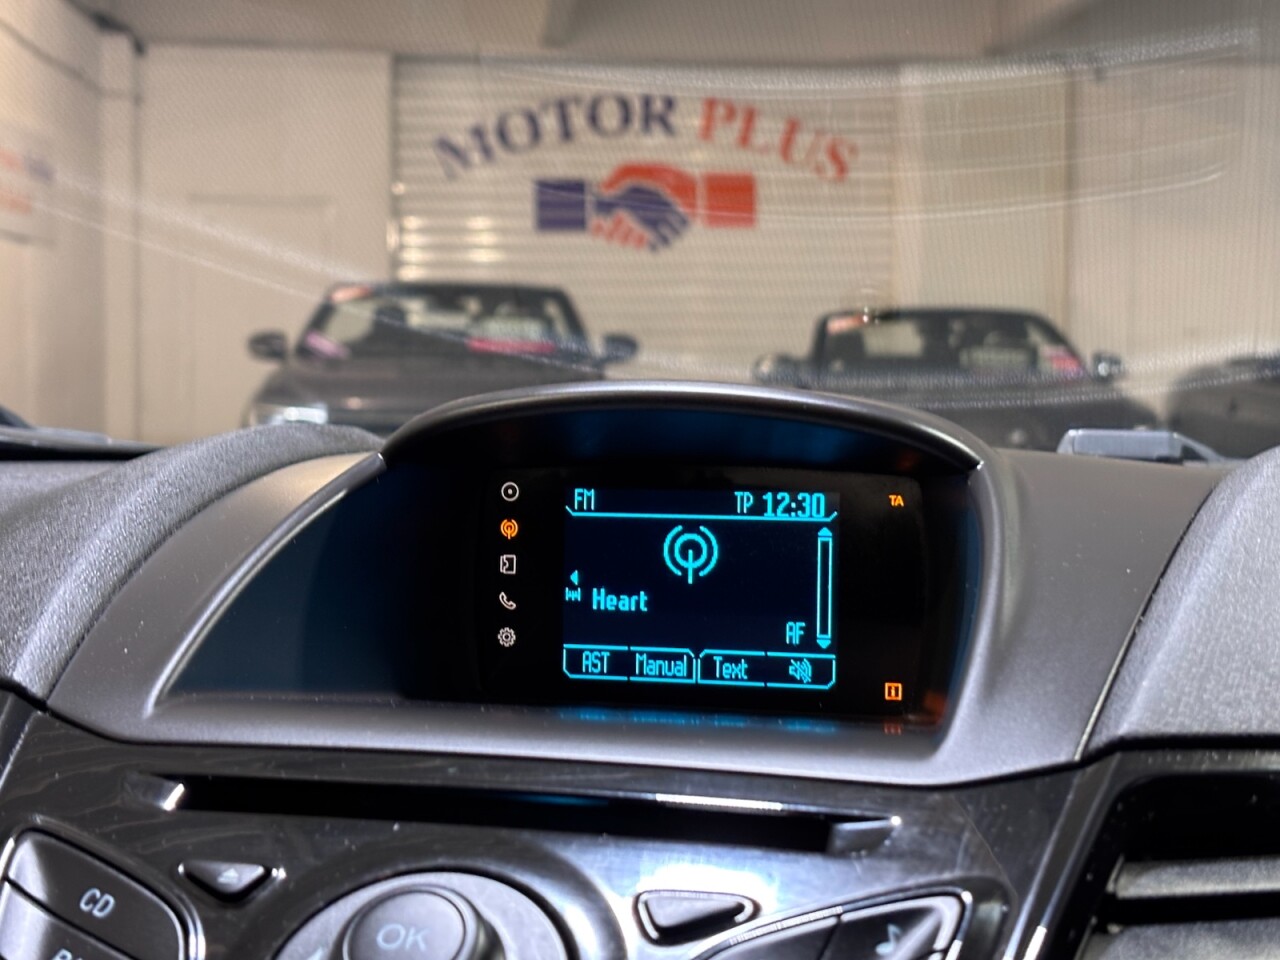 MOTOR PLUS
FM TP 12:30
TA
Heart
AF
AST Manual Text
CD
OK